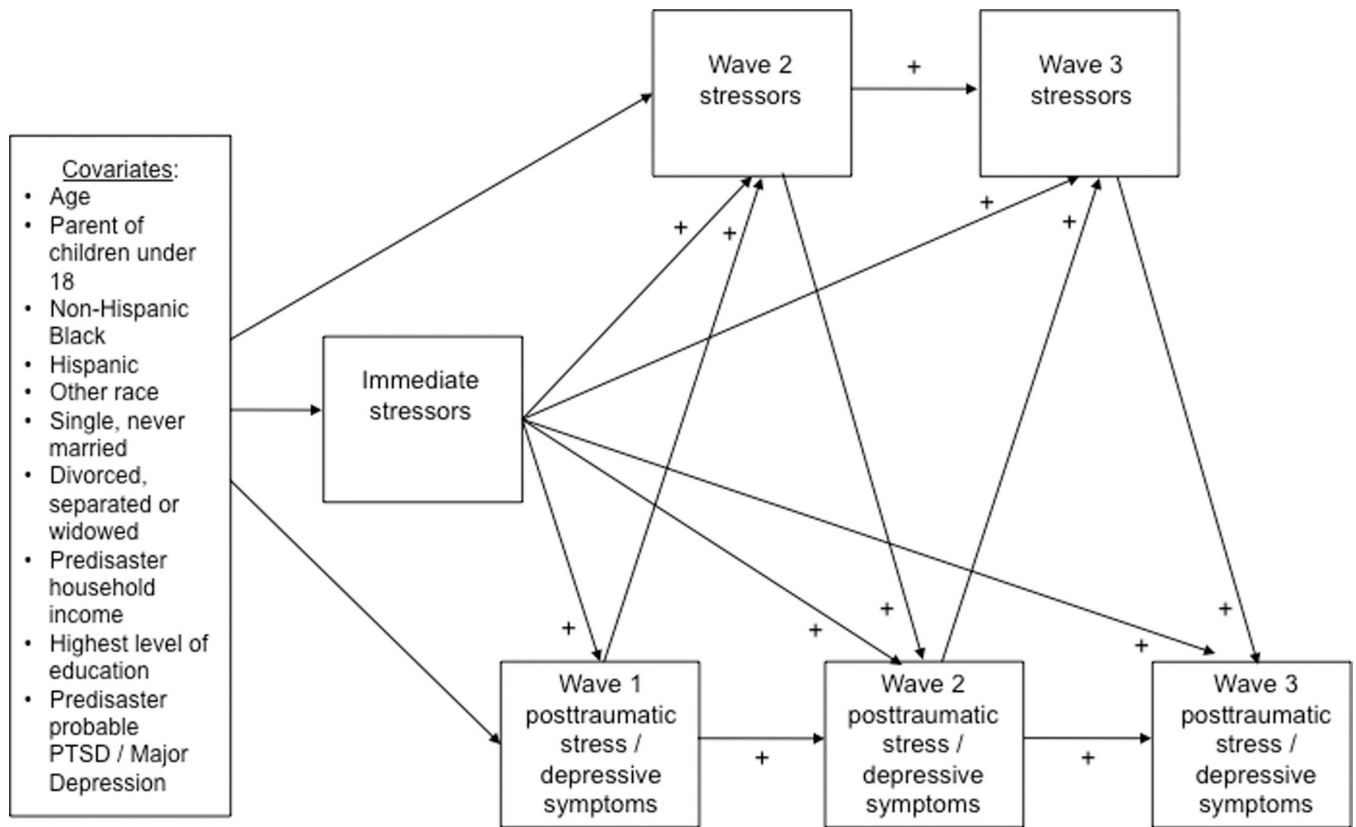 Covariates:
• Age
• Parent of
children under
18
• Non-Hispanic
Black
• Hispanic
• Other race
• Single, never
married
• Divorced,
separated or
widowed
• Predisaster
household
income
• Highest level of
education
• Predisaster
probable
PTSD / Major
Depression
Immediate
stressors
Wave 2
stressors
+
Wave 3
stressors
+
+
+
+
+
+
+
+
+
+
Wave 1
posttraumatic
stress /
depressive
symptoms
+
Wave 2
posttraumatic
stress /
depressive
symptoms
+
Wave 3
posttraumatic
stress /
depressive
symptoms